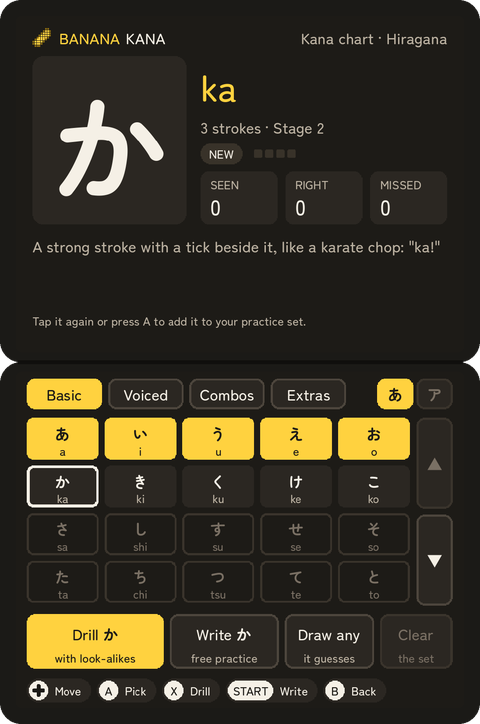 BANANA KANA
Kana chart · Hiragana
か
ka
3 strokes · Stage 2
NEW
SEEN RIGHT MISSED
0 0 0
A strong stroke with a tick beside it, like a karate chop: "ka!"
Tap it again or press A to add it to your practice set.
Basic Voiced Combos Extras あ ア
あ い う え お
a i u e o
か き く け こ
ka ki ku ke ko
さ し す せ そ
sa shi su se so
た ち つ て と
ta chi tsu te to
Drill か Write か Draw any Clear
with look-alikes free practice it guesses the set
Move A Pick X Drill START Write B Back